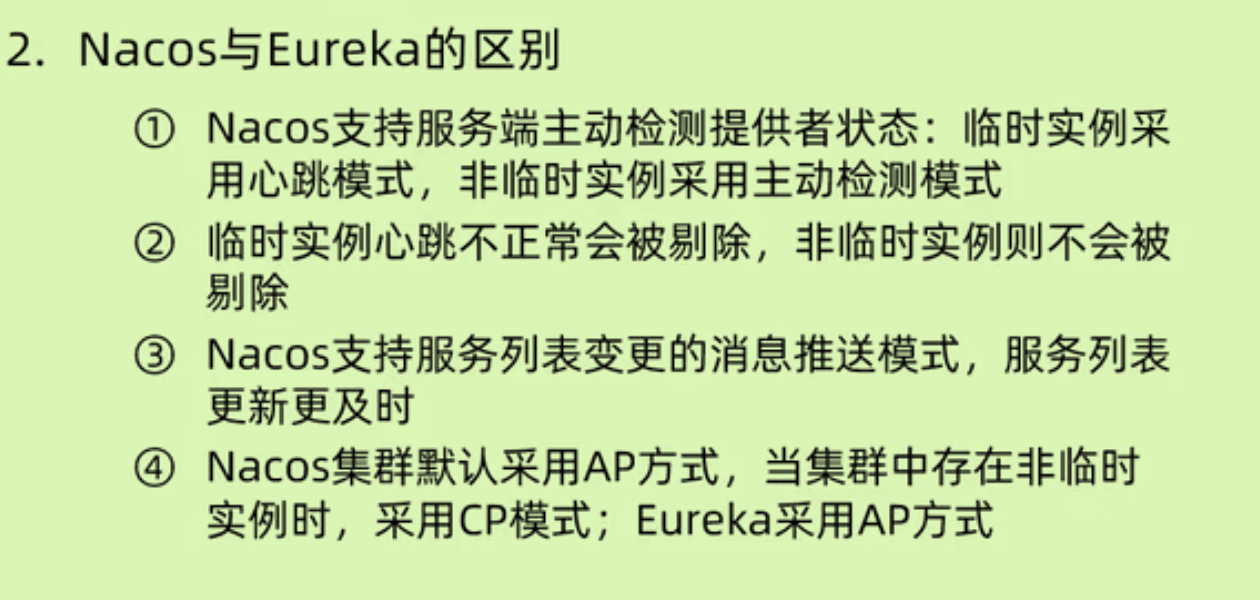 2. Nacos与Eureka的区别
① Nacos支持服务端主动检测提供者状态：临时实例采
用心跳模式，非临时实例采用主动检测模式
② 临时实例心跳不正常会被剔除，非临时实例则不会被
剔除
③ Nacos支持服务列表变更的消息推送模式，服务列表
更新更及时
④ Nacos集群默认采用AP方式，当集群中存在非临时
实例时，采用CP模式；Eureka采用AP方式